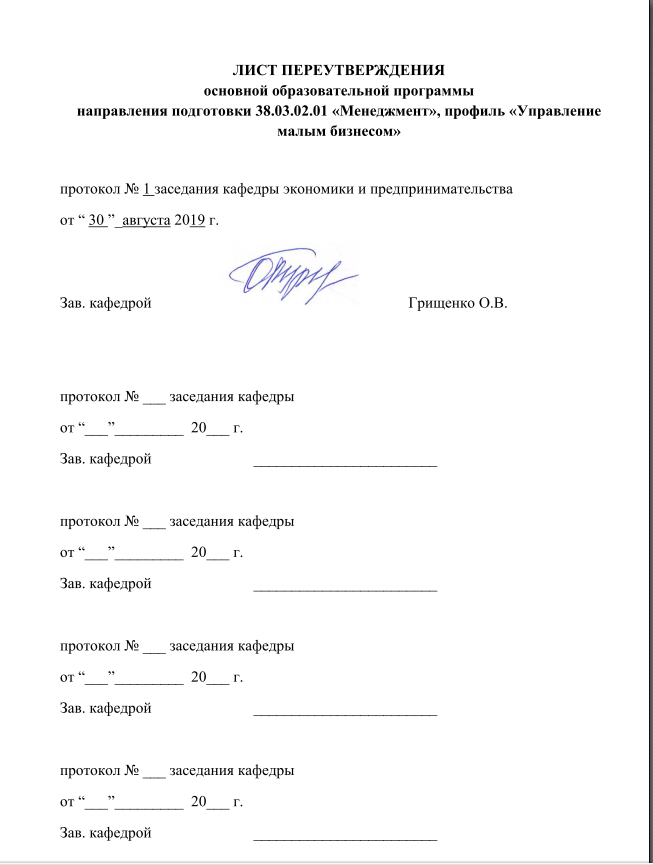 ЛИСТ ПЕРЕУТВЕРЖДЕНИЯ
основной образовательной программы
направления подготовки 38.03.02.01 «Менеджмент», профиль «Управление
малым бизнесом»
протокол № 1 заседания кафедры экономики и предпринимательства
от “ 30 ”_августа 2019 г.
Зав. кафедрой Грищенко О.В.
протокол № ___ заседания кафедры
от “___”_________ 20___ г.
Зав. кафедрой ________________________
протокол № ___ заседания кафедры
от “___”_________ 20___ г.
Зав. кафедрой ________________________
протокол № ___ заседания кафедры
от “___”_________ 20___ г.
Зав. кафедрой ________________________
протокол № ___ заседания кафедры
от “___”_________ 20___ г.
Зав. кафедрой ________________________